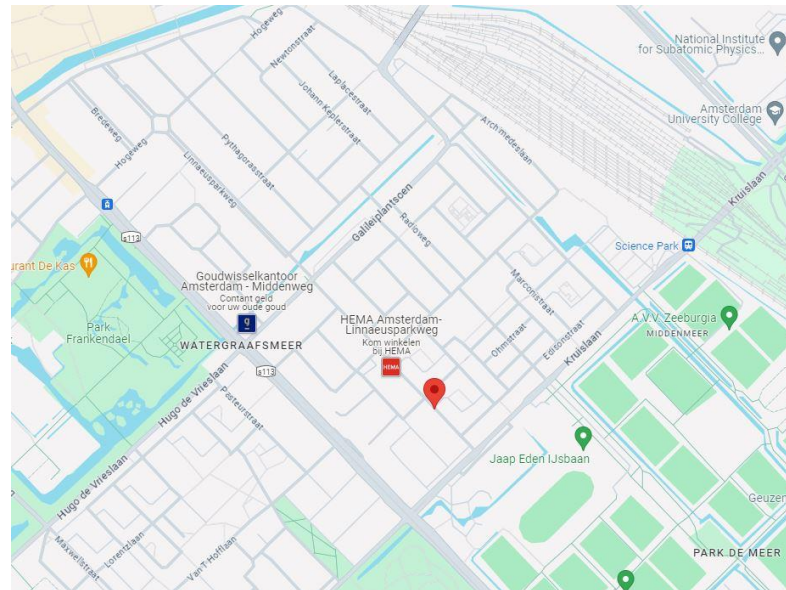 National Institute
for Subatomic Physics...
Hogeweg
Newtonstraat
Laplacestraat
Johann Keplerstraat
Amsterdam
University College
Bredeweg
Hogeweg
Archimedeslaan
Pythagorasstraat
Linnaeusparkweg
Kruislaan
Galileïplantsoen
Radioweg
s113
Science Park
urant De Kas
Goudwisselkantoor
Amsterdam - Middenweg
Contant geld
voor uw oude goud
g
Marconistraat
A.V.V. Zeeburgia
MIDDENMEER
Park
Frankendael
HEMA Amsterdam-
Linnaeusparkweg
Kom winkelen
bij HEMA
HEMA
WATERGRAAFSMEER
Ohmstraat
Edisonstraat
Kruislaan
s113
Hugo de Vrieslaan
Pasteurstraat
Jaap Eden IJsbaan
Hugo de Vrieslaan
Geuzen
Maxwellstraat
Lorentzlaan
Van 'T Hofflaan
PARK DE MEER